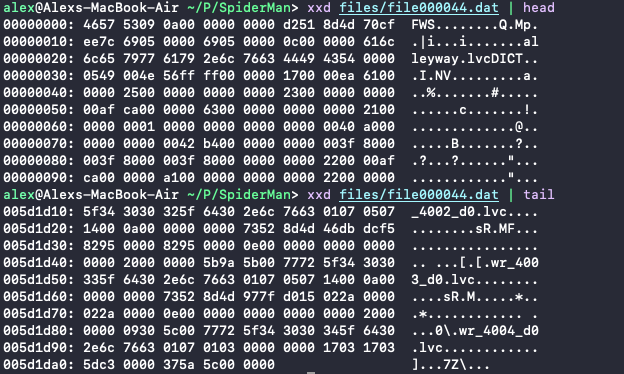 alex@Alexs-MacBook-Air ~/P/SpiderMan> xxd files/file000044.dat | head
00000000: 4657 5309 0a00 0000 0000 d251 8d4d 70cf  FWS........Q.Mp.
00000010: ee7c 6905 0000 6905 0000 0c00 0000 616c  .|i...i.......al
00000020: 6c65 7977 6179 2e6c 7663 4449 4354 0000  leyway.lvcDICT..
00000030: 0549 004e 56ff ff00 0000 1700 00ea 6100  .I.NV.........a.
00000040: 0000 2500 0000 0000 0000 2300 0000 0000  ..%.......#.....
00000050: 00af ca00 0000 6300 0000 0000 0000 2100  ......c.......!.
00000060: 0000 0001 0000 0000 0000 0000 0040 a000  .............@..
00000070: 0000 0000 0042 b400 0000 0000 003f 8000  .....B.......?..
00000080: 003f 8000 003f 8000 0000 0000 2200 00af  .?...?......"...
00000090: ca00 0000 a100 0000 0000 0000 2200 0000  ............"...
alex@Alexs-MacBook-Air ~/P/SpiderMan> xxd files/file000044.dat | tail
005d1d10: 5f34 3030 325f 6430 2e6c 7663 0107 0507  _4002_d0.lvc....
005d1d20: 1400 0a00 0000 0000 7352 8d4d 46db dcf5  ........sR.MF...
005d1d30: 8295 0000 8295 0000 0e00 0000 0000 0000  ................
005d1d40: 0000 2000 0000 5b9a 5b00 7772 5f34 3030  .. ...[.[.wr_400
005d1d50: 335f 6430 2e6c 7663 0107 0507 1400 0a00  3_d0.lvc........
005d1d60: 0000 0000 7352 8d4d 977f d015 022a 0000  ....sR.M.....*..
005d1d70: 022a 0000 0e00 0000 0000 0000 0000 2000  .*............ .
005d1d80: 0000 0930 5c00 7772 5f34 3030 345f 6430  ...0\.wr_4004_d0
005d1d90: 2e6c 7663 0107 0103 0000 0000 1703 1703  .lvc............
005d1da0: 5dc3 0000 375a 5c00 0000                 ]...7Z\...